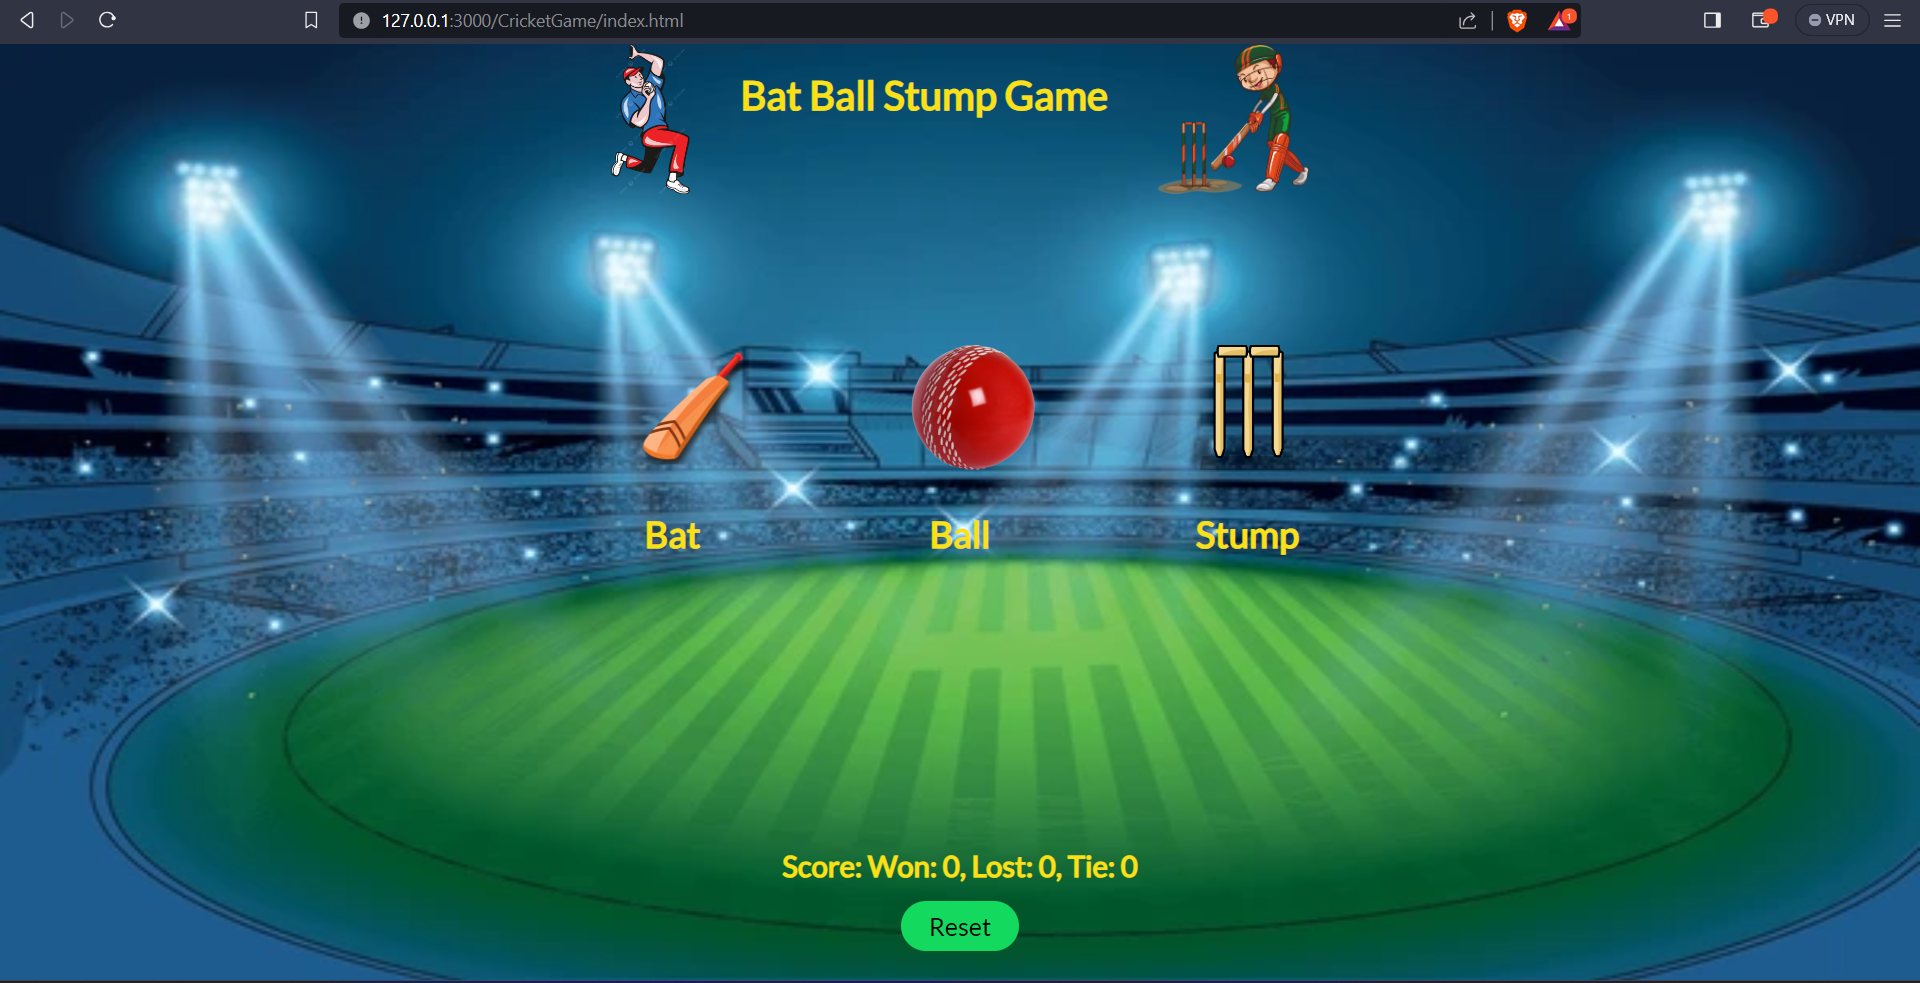 127.0.0.1:3000/CricketGame/index.html
1
VPN
Bat Ball Stump Game
Bat
Ball
Stump
Score: Won: 0, Lost: 0, Tie: 0
Reset